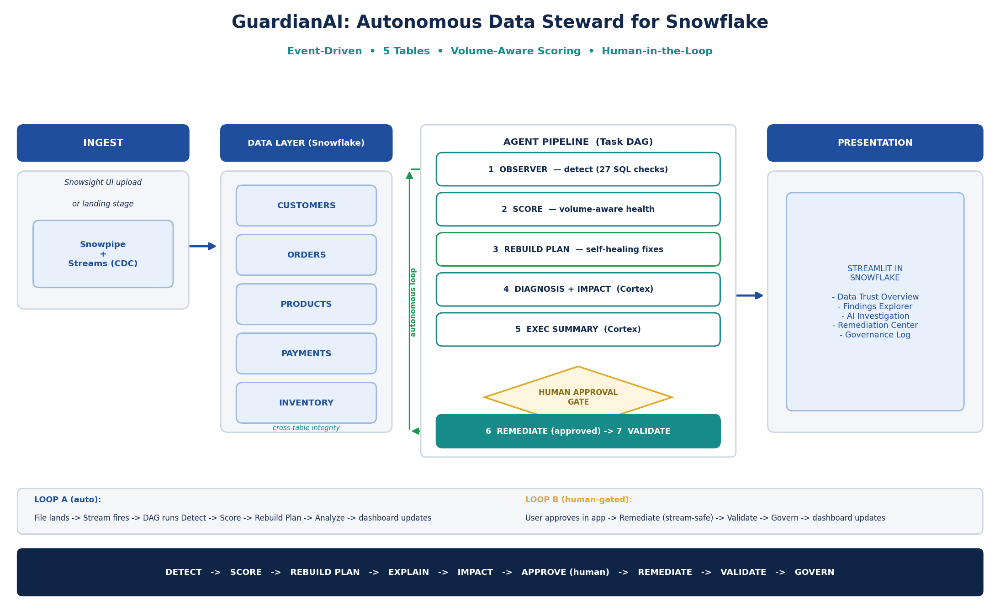 GuardianAI: Autonomous Data Steward for Snowflake
Event-Driven • 5 Tables • Volume-Aware Scoring • Human-in-the-Loop
INGEST
Snowsight UI upload
or landing stage
Snowpipe
+
Streams (CDC)
DATA LAYER (Snowflake)
CUSTOMERS
ORDERS
PRODUCTS
PAYMENTS
INVENTORY
cross-table integrity
autonomous loop
AGENT PIPELINE (Task DAG)
1 OBSERVER — detect (27 SQL checks)
2 SCORE — volume-aware health
3 REBUILD PLAN — self-healing fixes
4 DIAGNOSIS + IMPACT (Cortex)
5 EXEC SUMMARY (Cortex)
HUMAN APPROVAL
GATE
6 REMEDIATE (approved) -> 7 VALIDATE
PRESENTATION
STREAMLIT IN
SNOWFLAKE
- Data Trust Overview
- Findings Explorer
- AI Investigation
- Remediation Center
- Governance Log
LOOP A (auto):
File lands -> Stream fires -> DAG runs Detect -> Score -> Rebuild Plan -> Analyze -> dashboard updates
LOOP B (human-gated):
User approves in app -> Remediate (stream-safe) -> Validate -> Govern -> dashboard updates
DETECT -> SCORE -> REBUILD PLAN -> EXPLAIN -> IMPACT -> APPROVE (human) -> REMEDIATE -> VALIDATE -> GOVERN